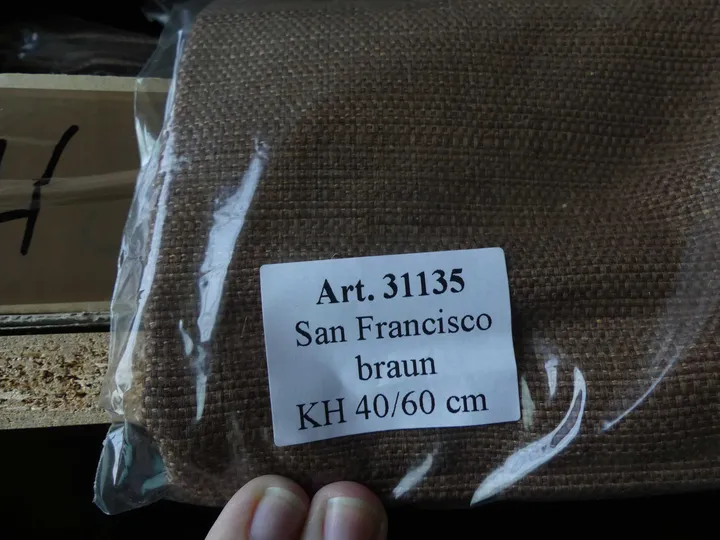 Art. 31135
San Francisco
braun
KH 40/60 cm